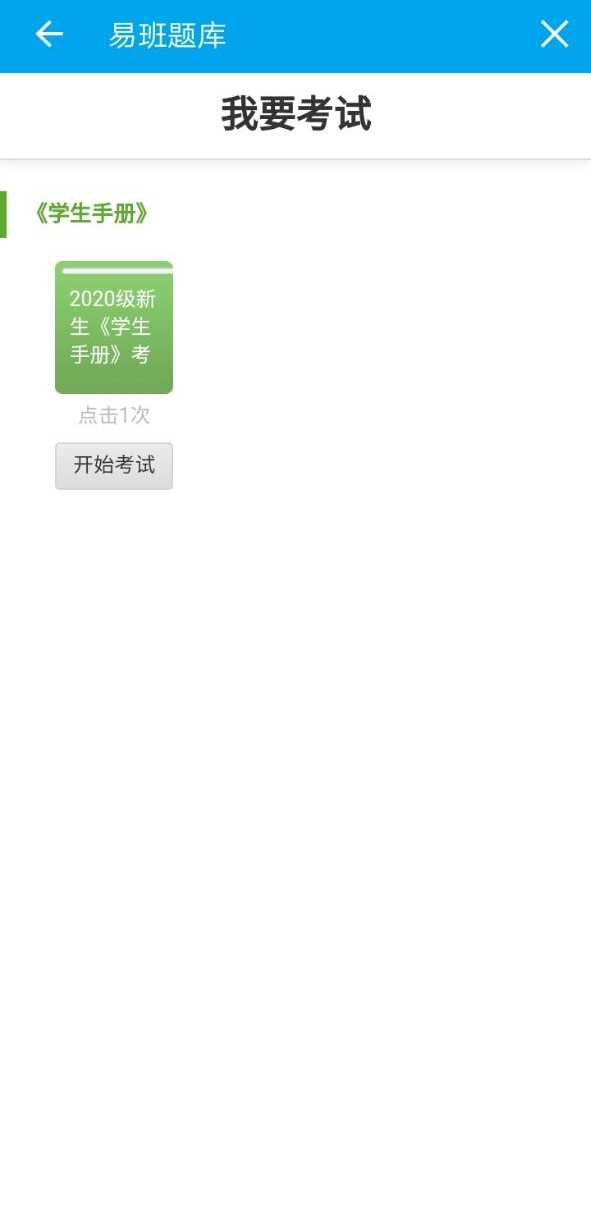 易班题库
我要考试
《学生手册》
2020级新
生《学生
手册》考
点击1次
开始考试